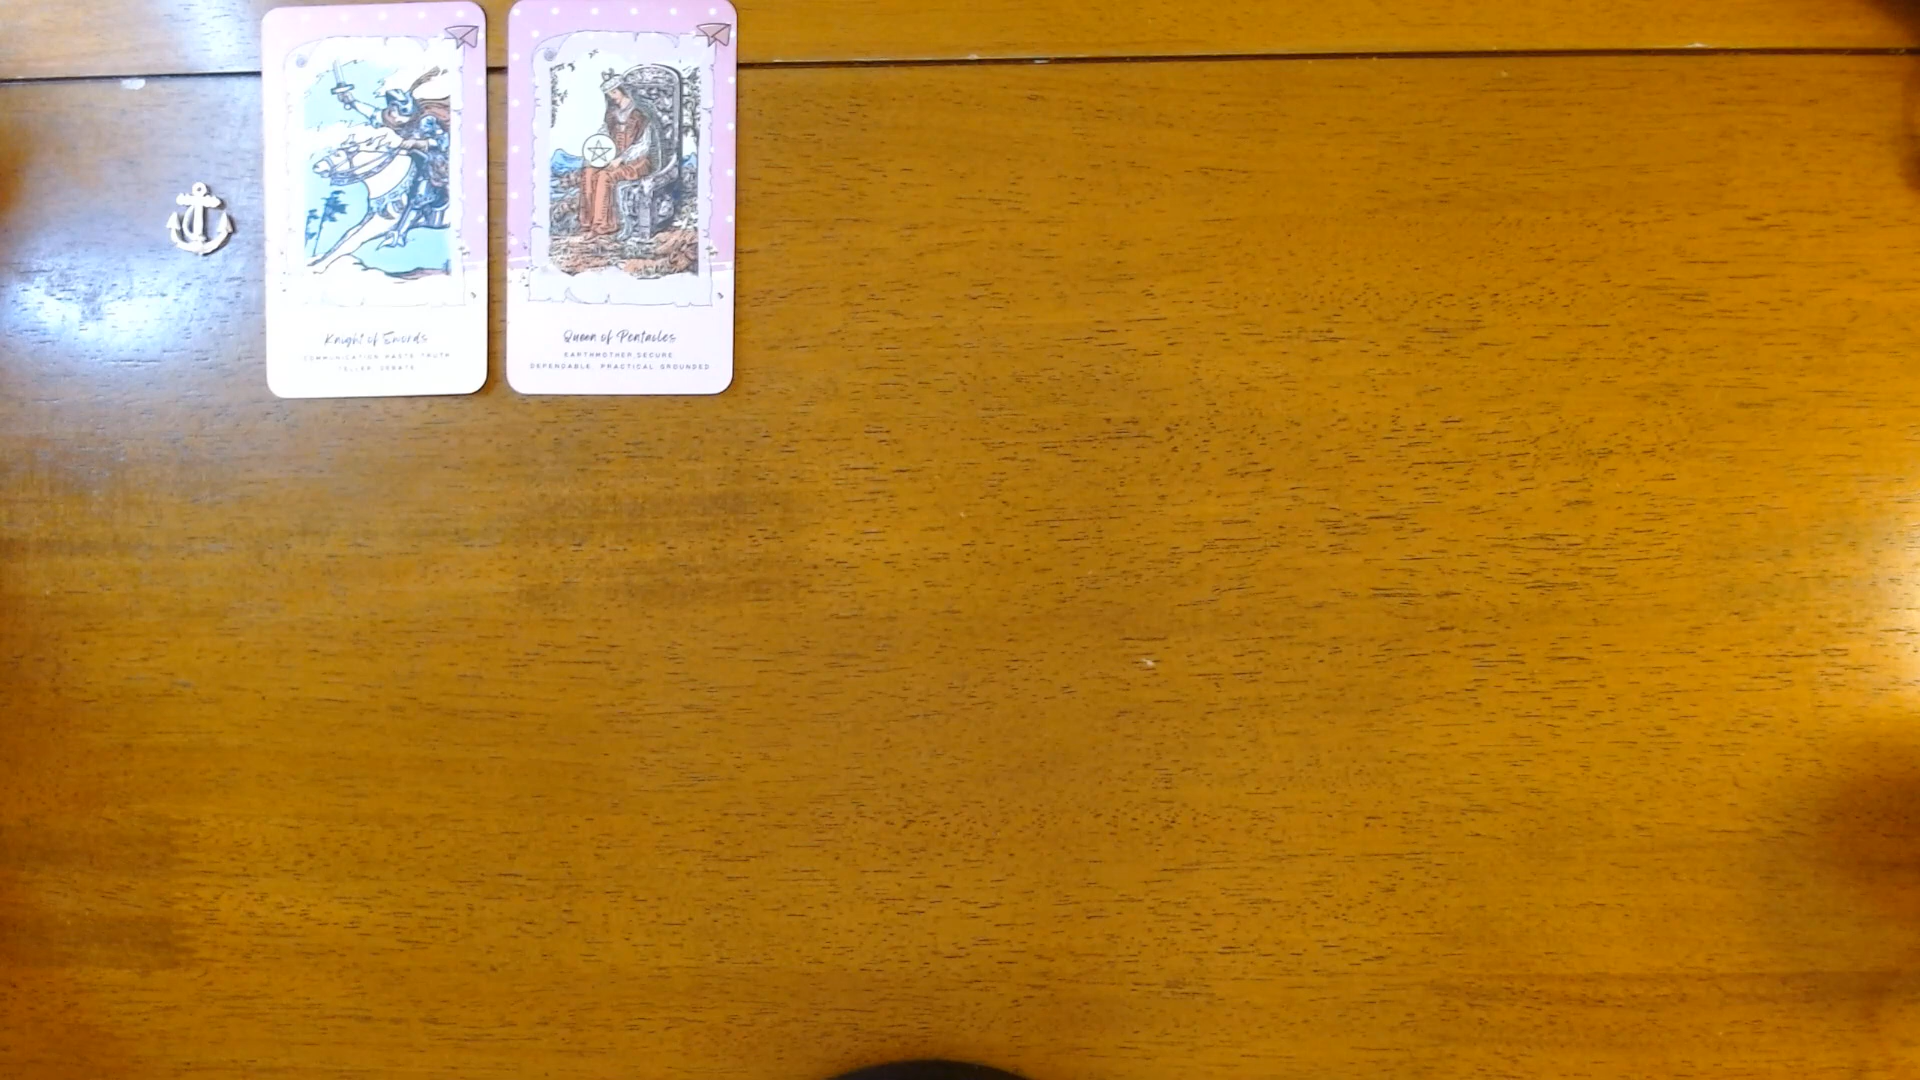 Knight of Swords
COMMUNICATION HASTE TRUTH
TELLER, DEBATE
Queen of Pentacles
EARTHMOTHER, SECURE
DEPENDABLE, PRACTICAL GROUNDED